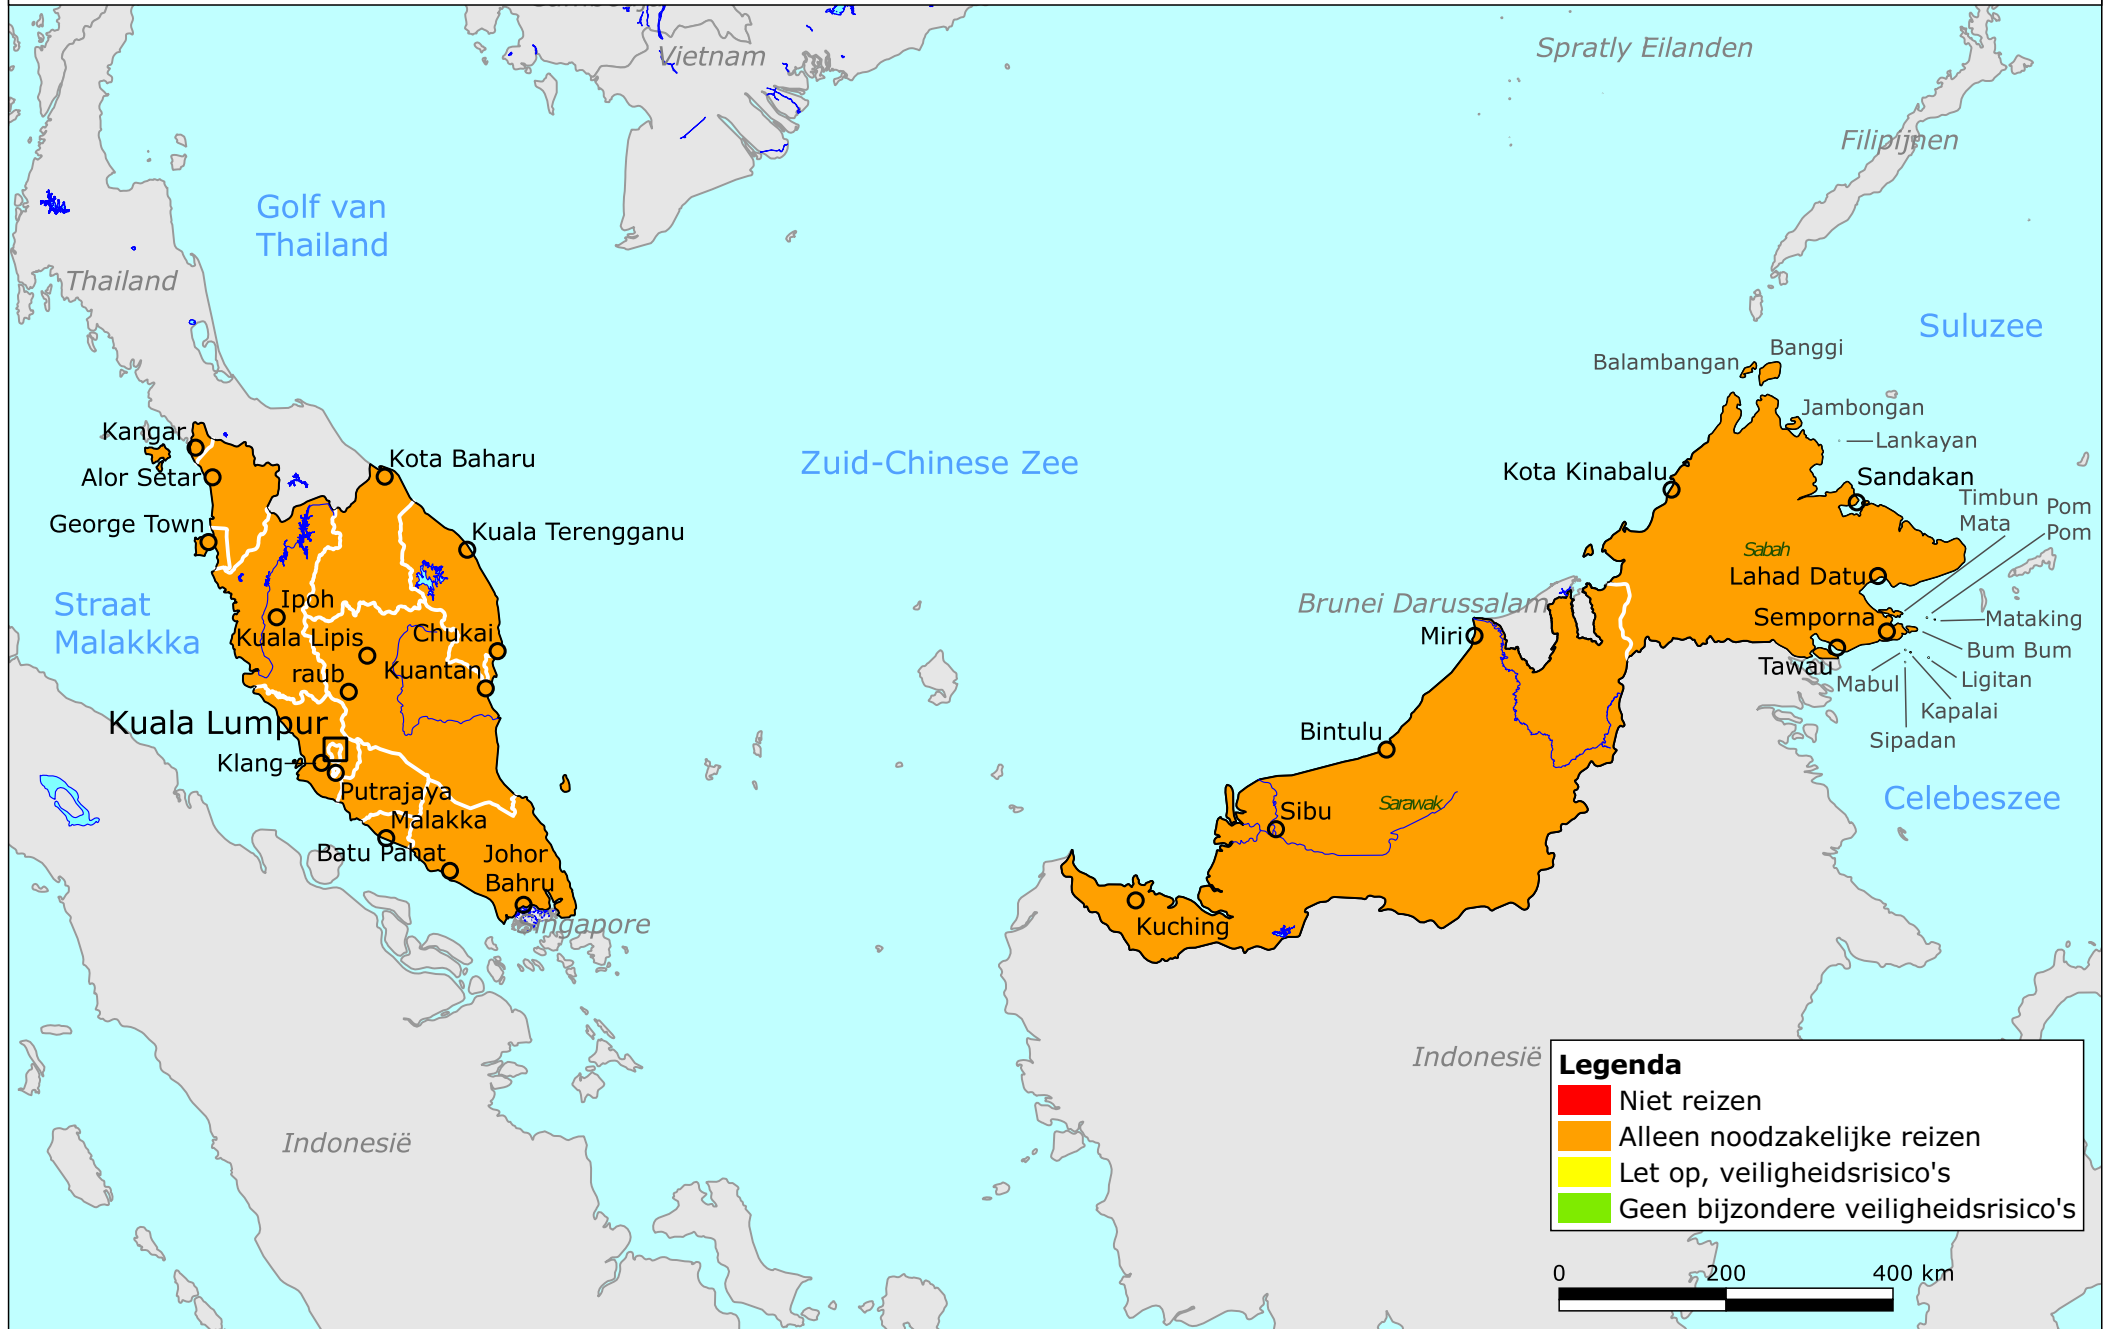 Vietnam
Spratly Eilanden
Filipijnen
Golf van
Thailand
Thailand
Suluzee
Banggi
Balambangan
Jambongan
Lankayan
Kangar
Kota Baharu
Zuid-Chinese Zee
Kota Kinabalu
Sandakan
Alor Setar
Timbun
Mata
Pom
Pom
George Town
Kuala Terengganu
Sabah
Lahad Datu
Straat
Malakkka
Ipoh
Brunei Darussalam
Semporna
Mataking
Kuala Lipis
Chukai
Miri
Bum Bum
raub
Kuantan
Tawau
Mabul
Ligitan
Kapalai
Kuala Lumpur
Bintulu
Sipadan
Klang
Putrajaya
Celebeszee
Malakka
Sibu
Sarawak
Batu Pahat
Johor
Bahru
Singapore
Kuching
Indonesië
Indonesië
Legenda
Niet reizen
Alleen noodzakelijke reizen
Let op, veiligheidsrisico's
Geen bijzondere veiligheidsrisico's
0 200 400 km